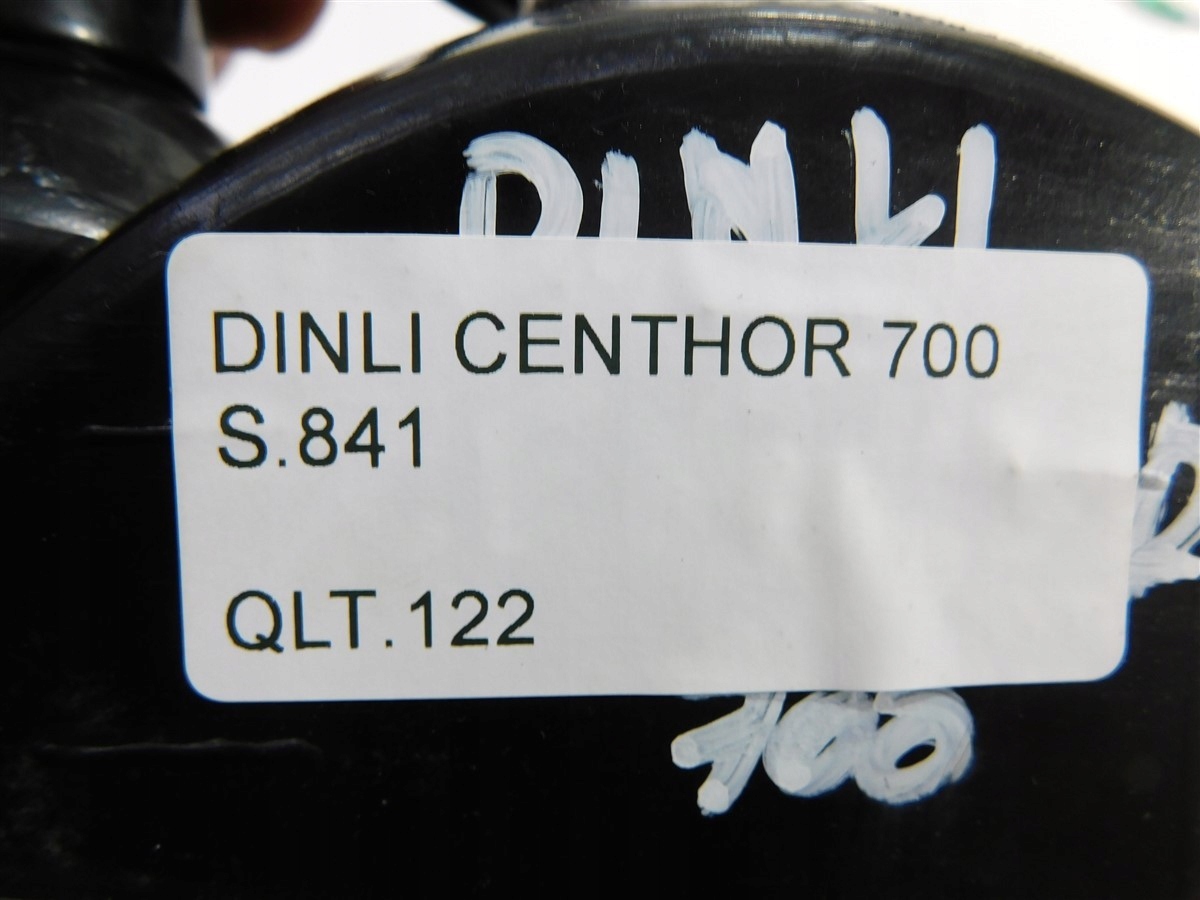 DINLI
DINLI CENTHOR 700
S.841
QLT.122
700